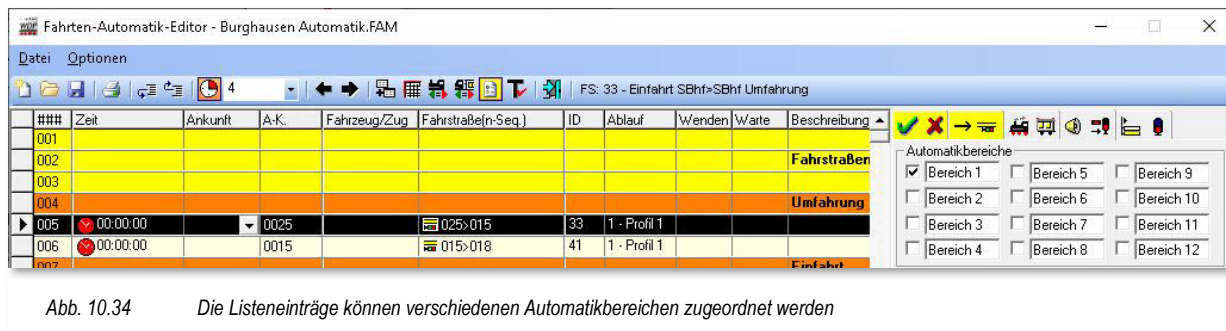 WDP Fahrten-Automatik-Editor - Burghausen Automatik.FAM
Datei Optionen
4 FS: 33 - Einfahrt SBhf>SBhf Umfahrung
### Zeit Ankunft A-K. Fahrzeug/Zug Fahrstraße(n-Seq.) ID Ablauf Wenden Warte Beschreibung
001
002 Fahrstraßen
003
004 Umfahrung
005 00:00:00 0025 025>015 33 1 - Profil 1
006 00:00:00 0015 015>018 41 1 - Profil 1
007 Einfahrt
Automatikbereiche
Bereich 1 Bereich 5 Bereich 9
Bereich 2 Bereich 6 Bereich 10
Bereich 3 Bereich 7 Bereich 11
Bereich 4 Bereich 8 Bereich 12
Abb. 10.34 Die Listeneinträge können verschiedenen Automatikbereichen zugeordnet werden